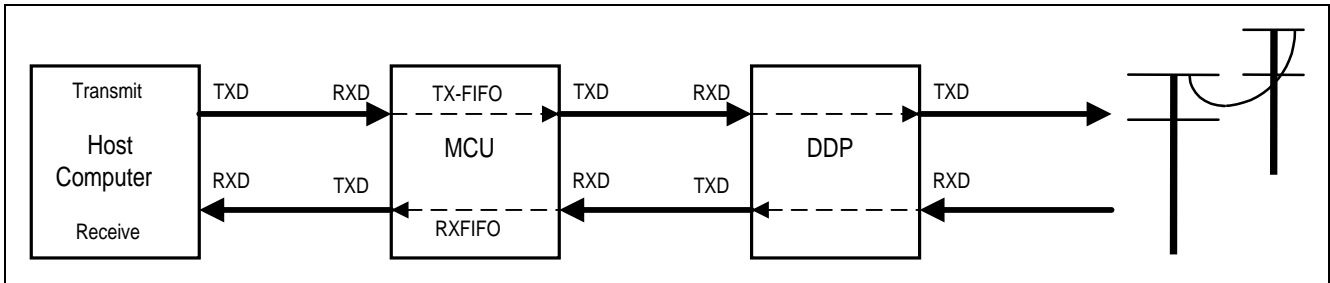 Transmit
TXD
RXD
TX-FIFO
TXD
RXD
TXD
Host
Computer
MCU
DDP
RXD
TXD
RXD
TXD
RXD
Receive
RXFIFO